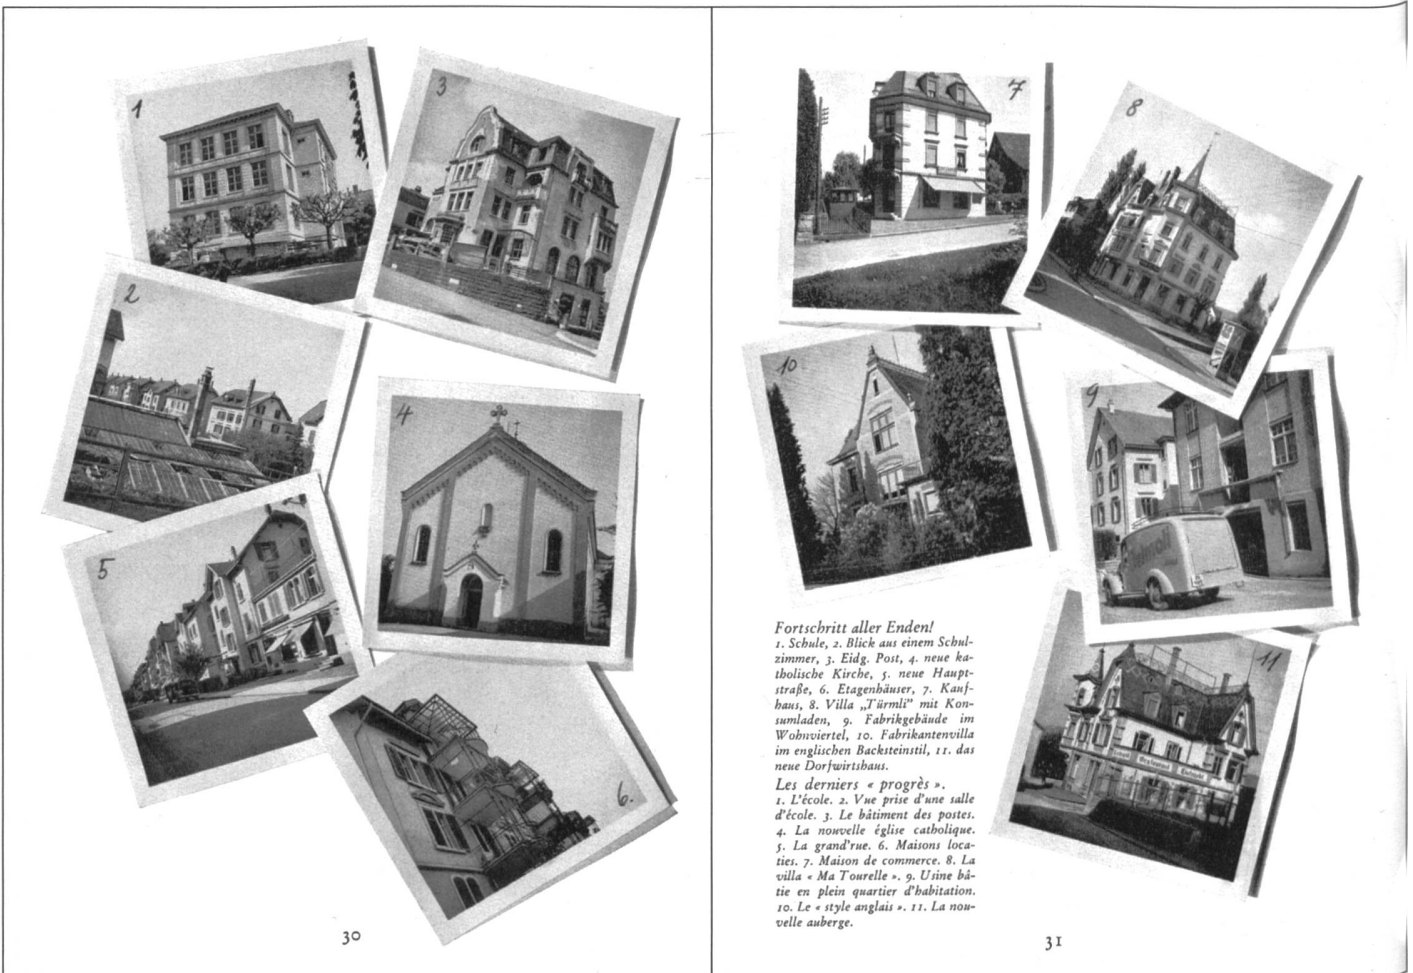 1
3
2
4
5
6.
30
7
8
10
9
11
Restaurant
Fortschritt aller Enden!
1. Schule, 2. Blick aus einem Schul-
zimmer, 3. Eidg. Post, 4. neue ka-
tholische Kirche, 5. neue Haupt-
straße, 6. Etagenhäuser, 7. Kauf-
haus, 8. Villa „Türmli” mit Kon-
sumladen, 9. Fabrikgebäude im
Wohnviertel, 10. Fabrikantenvilla
im englischen Backsteinstil, 11. das
neue Dorfwirtshaus.
Les derniers « progrès ».
1. L'école. 2. Vue prise d'une salle
d'école. 3. Le bâtiment des postes.
4. La nouvelle église catholique.
5. La grand'rue. 6. Maisons loca-
ties. 7. Maison de commerce. 8. La
villa « Ma Tourelle ». 9. Usine bâ-
tie en plein quartier d'habitation.
10. Le « style anglais ». 11. La nou-
velle auberge.
31